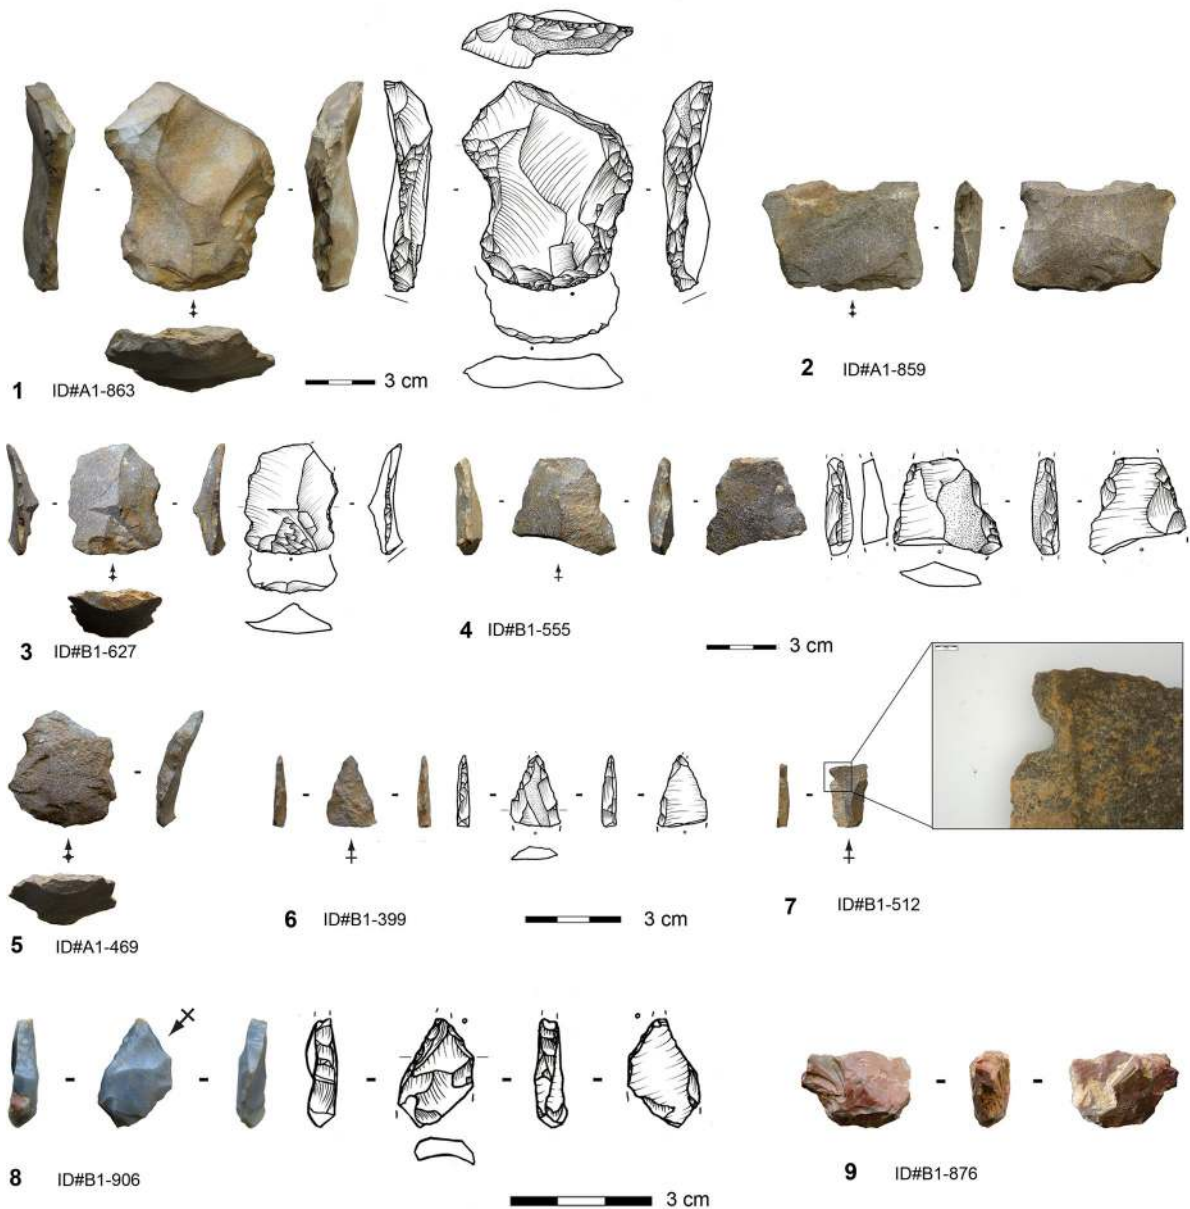 1 ID#A1-863
3 cm
2 ID#A1-859
3 ID#B1-627
4 ID#B1-555
3 cm
5 ID#A1-469
6 ID#B1-399
3 cm
7 ID#B1-512
8 ID#B1-906
3 cm
9 ID#B1-876